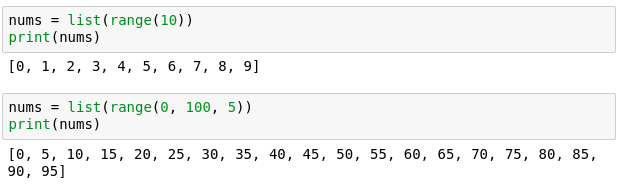 nums = list(range(10))
print(nums)
[0, 1, 2, 3, 4, 5, 6, 7, 8, 9]
nums = list(range(0, 100, 5))
print(nums)
[0, 5, 10, 15, 20, 25, 30, 35, 40, 45, 50, 55, 60, 65, 70, 75, 80, 85,
90, 95]